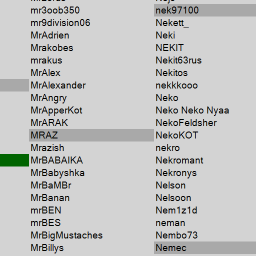 mr3oob350
mr9division06
MrAdrien
Mrakobes
mrakus
MrAlex
MrAlexander
MrAngry
MrApperKot
MrARAK
MRAZ
Mrazish
MrBABAIKA
MrBabyshka
MrBaMBr
MrBanan
mrBEN
mrBES
MrBigMustaches
MrBillys
nek97100
Nekett_
Neki
NEKIT
Nekit63rus
Nekitos
nekkkooo
Neko
Neko Neko Nyaa
NekoFeldsher
NekoKOT
nekro
Nekromant
Nekronys
Nelson
Nelsoon
Nem1z1d
neman
Nembo73
Nemec